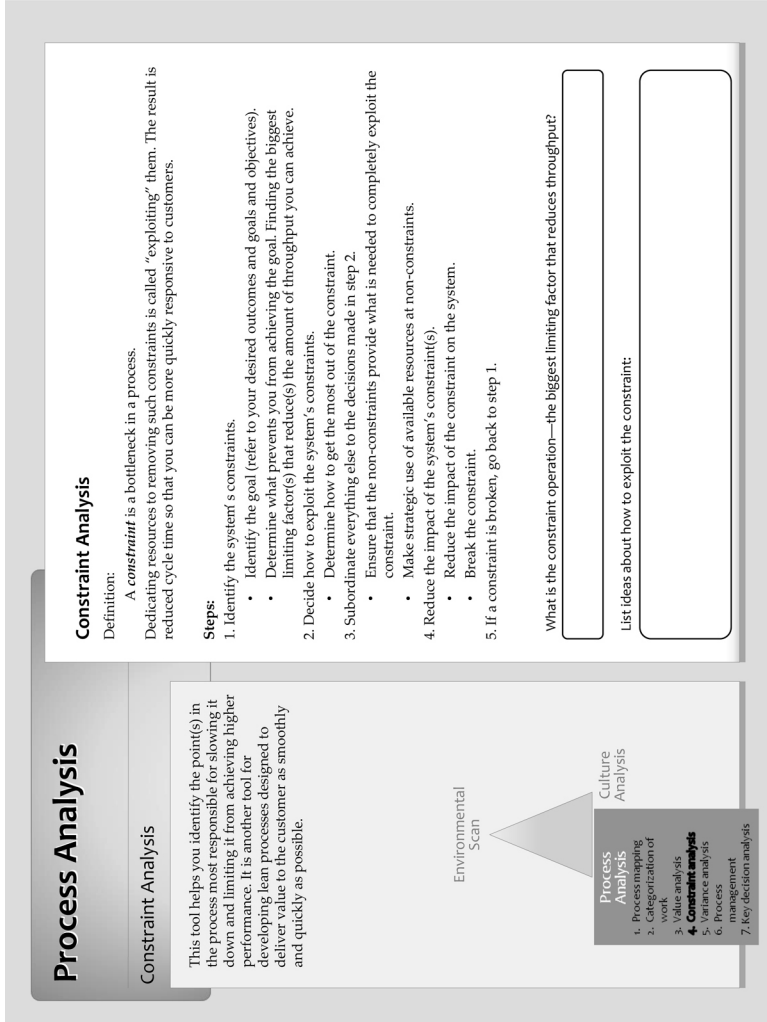 Process Analysis
Constraint Analysis
This tool helps you identify the point(s) in
the process most responsible for slowing it
down and limiting it from achieving higher
performance. It is another tool for
developing lean processes designed to
deliver value to the customer as smoothly
and quickly as possible.
Environmental
Scan
Process
Analysis
Culture
Analysis
1. Process mapping
2. Categorization of
work
3. Value analysis
4. Constraint analysis
5. Variance analysis
6. Process
management
7. Key decision analysis
Constraint Analysis
Definition:
A constraint is a bottleneck in a process.
Dedicating resources to removing such constraints is called "exploiting" them. The result is
reduced cycle time so that you can be more quickly responsive to customers.
Steps:
1. Identify the system's constraints.
• Identify the goal (refer to your desired outcomes and goals and objectives).
• Determine what prevents you from achieving the goal. Finding the biggest
limiting factor(s) that reduce(s) the amount of throughput you can achieve.
2. Decide how to exploit the system's constraints.
• Determine how to get the most out of the constraint.
3. Subordinate everything else to the decisions made in step 2.
• Ensure that the non-constraints provide what is needed to completely exploit the
constraint.
• Make strategic use of available resources at non-constraints.
4. Reduce the impact of the system's constraint(s).
• Reduce the impact of the constraint on the system.
• Break the constraint.
5. If a constraint is broken, go back to step 1.
What is the constraint operation—the biggest limiting factor that reduces throughput?
List ideas about how to exploit the constraint: